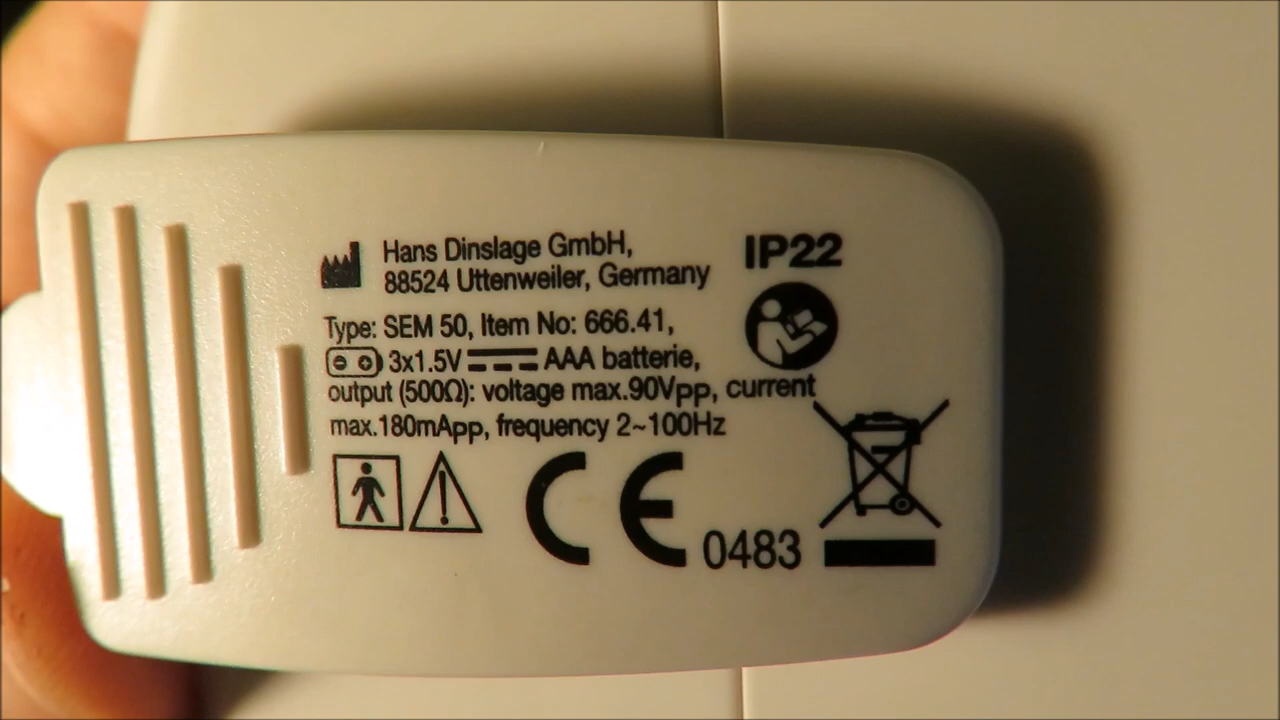 Hans Dinslage GmbH,
88524 Uttenweiler, Germany
IP22
Type: SEM 50, Item No: 666.41,
3x1.5V AAA batterie,
output (500Ω): voltage max.90Vpp, current
max.180mApp, frequency 2~100Hz
CE 0483